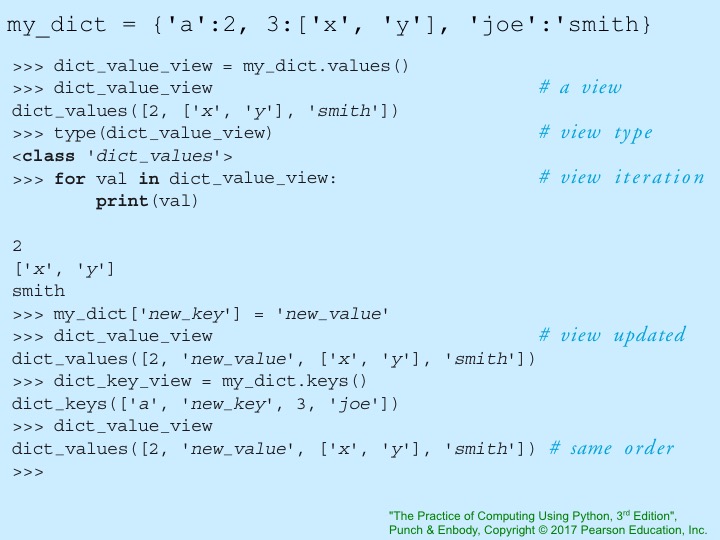 my_dict = {'a':2, 3:['x', 'y'], 'joe':'smith}
>>> dict_value_view = my_dict.values()
>>> dict_value_view # a view
dict_values([2, ['x', 'y'], 'smith'])
>>> type(dict_value_view) # view type
<class 'dict_values'>
>>> for val in dict_value_view: # view iteration
        print(val)

2
['x', 'y']
smith
>>> my_dict['new_key'] = 'new_value'
>>> dict_value_view # view updated
dict_values([2, 'new_value', ['x', 'y'], 'smith'])
>>> dict_key_view = my_dict.keys()
dict_keys(['a', 'new_key', 3, 'joe'])
>>> dict_value_view
dict_values([2, 'new_value', ['x', 'y'], 'smith']) # same order
>>>
"The Practice of Computing Using Python, 3rd Edition",
Punch & Enbody, Copyright © 2017 Pearson Education, Inc.